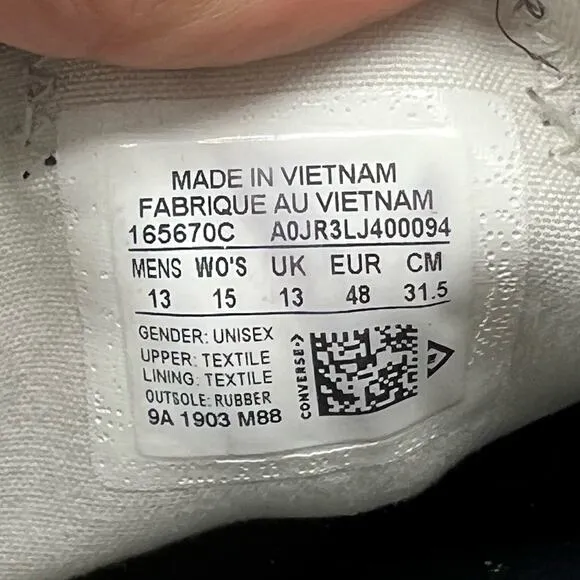 MADE IN VIETNAM
FABRIQUE AU VIETNAM
165670C A0JR3LJ400094
MENS WO'S UK EUR CM
13 15 13 48 31.5
GENDER: UNISEX
UPPER: TEXTILE
LINING: TEXTILE
OUTSOLE: RUBBER
9A 1903 M88
CONVERSE